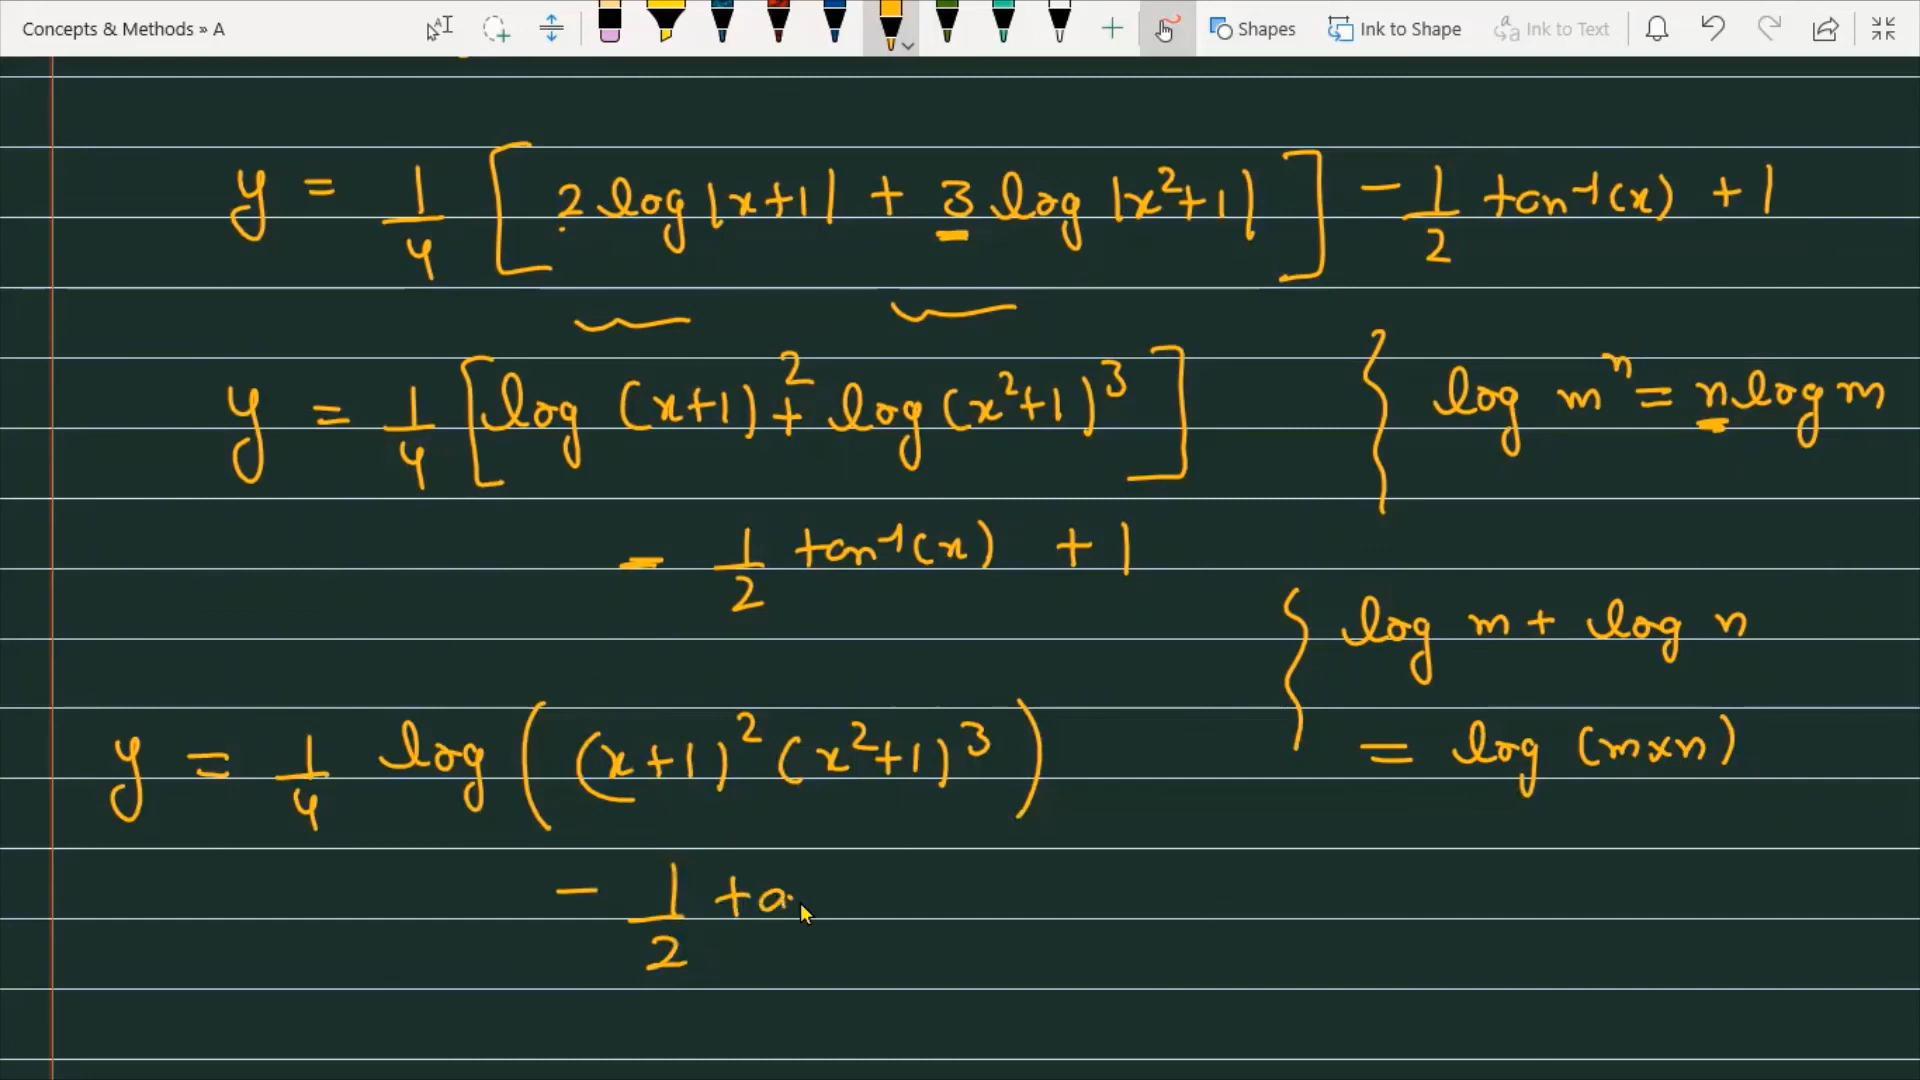 Concepts & Methods » A
Shapes
Ink to Shape
Ink to Text
y = 1/4 [ 2 log |x+1| + 3 log |x²+1| ] - 1/2 tan⁻¹(x) + 1
y = 1/4 [ log (x+1)² + log (x²+1)³ ]
log mⁿ = n log m
- 1/2 tan⁻¹(x) + 1
log m + log n
y = 1/4 log ( (x+1)² (x²+1)³ )
= log (m×n)
- 1/2 ta